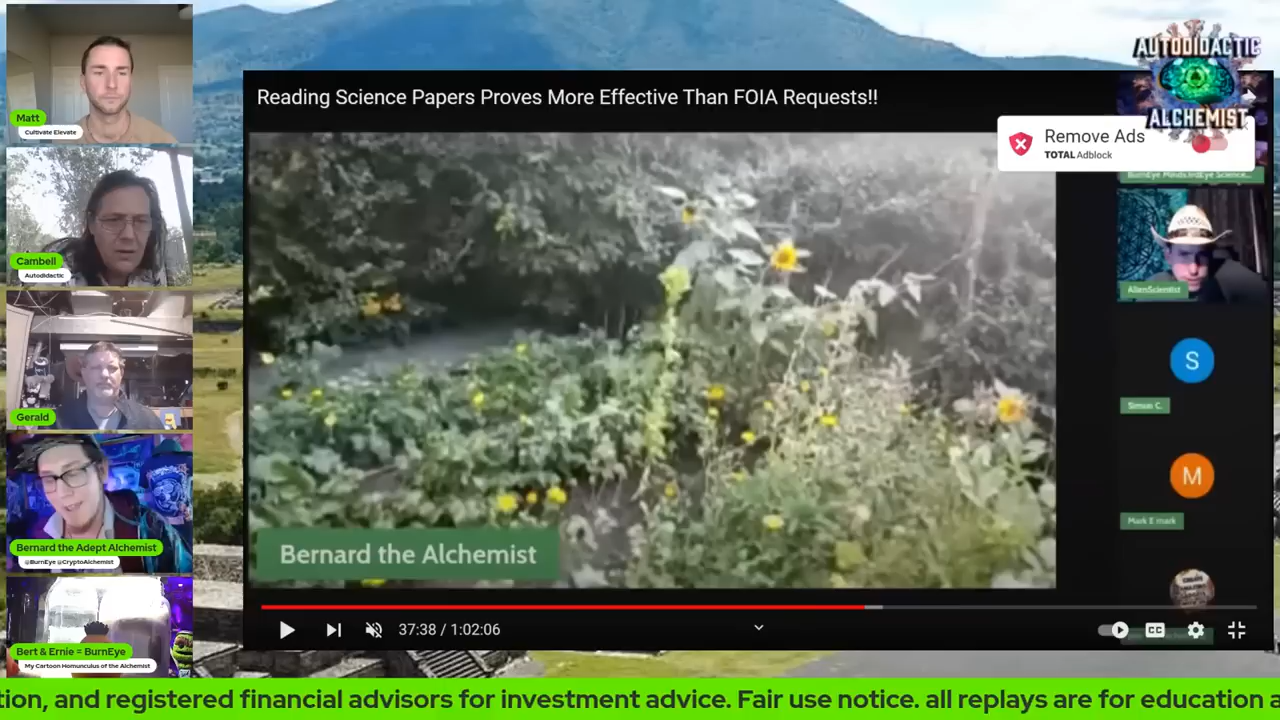 Matt
Cultivate Elevate
Cambell
Autodidactic
Gerald
Bernard the Adept Alchemist
@BurnEye @CryptoAlchemist
Bert & Ernie = BurnEye
My Cartoon Homunculus of the Alchemist
Reading Science Papers Proves More Effective Than FOIA Requests!!
AUTODIDACTIC
ALCHEMIST
Remove Ads
TOTAL Adblock
AlienScientist
S
Simon C.
M
Mark E mark
Bernard the Alchemist
37:38 / 1:02:06
CC
tion, and registered financial advisors for investment advice. Fair use notice. all replays are for education a